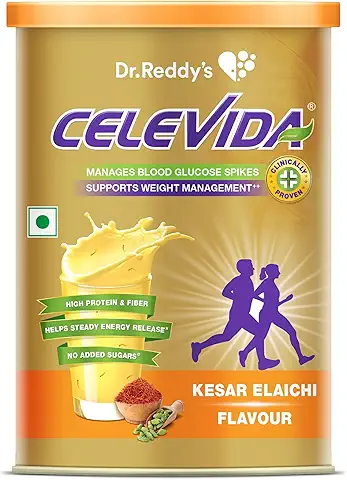 Dr.Reddy's
CELEVIDA®
MANAGES BLOOD GLUCOSE SPIKES
SUPPORTS WEIGHT MANAGEMENT++
CLINICALLY
PROVEN
HIGH PROTEIN & FIBER
HELPS STEADY ENERGY RELEASE*
NO ADDED SUGARS*
KESAR ELAICHI
FLAVOUR